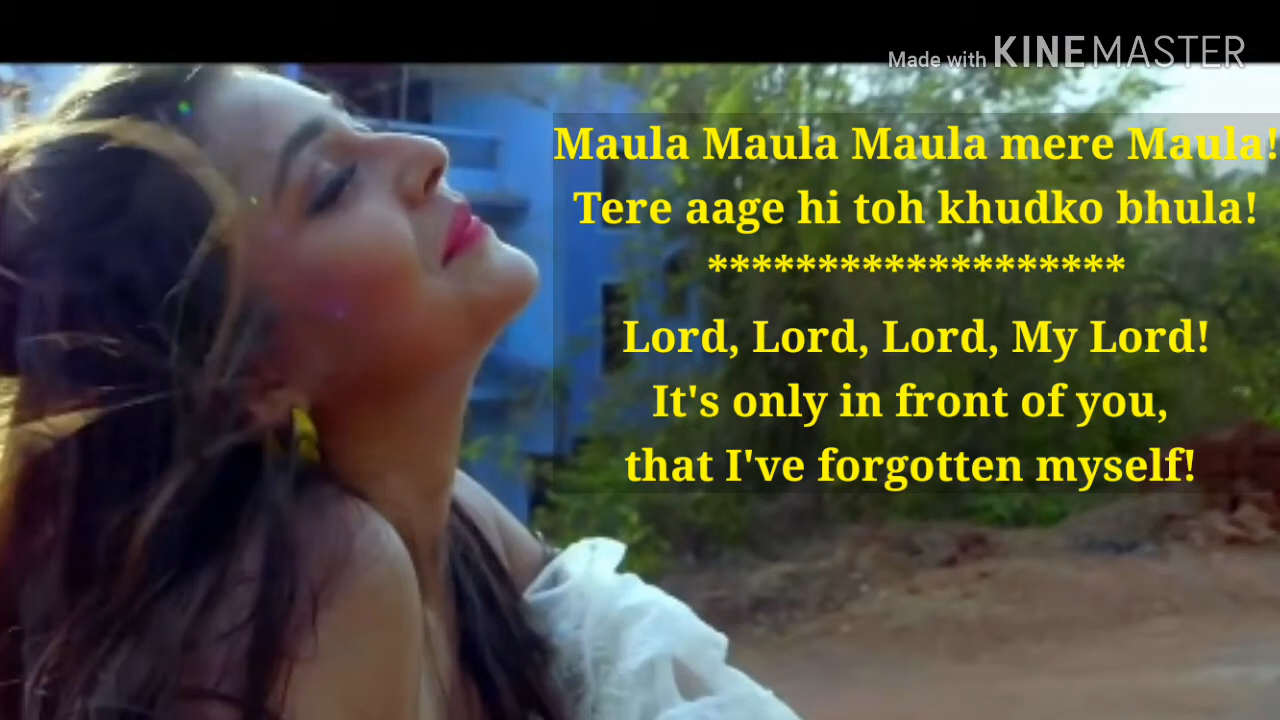 Made with KINEMASTER
Maula Maula Maula mere Maula!
Tere aage hi toh khudko bhula!
*******************
Lord, Lord, Lord, My Lord!
It's only in front of you,
that I've forgotten myself!